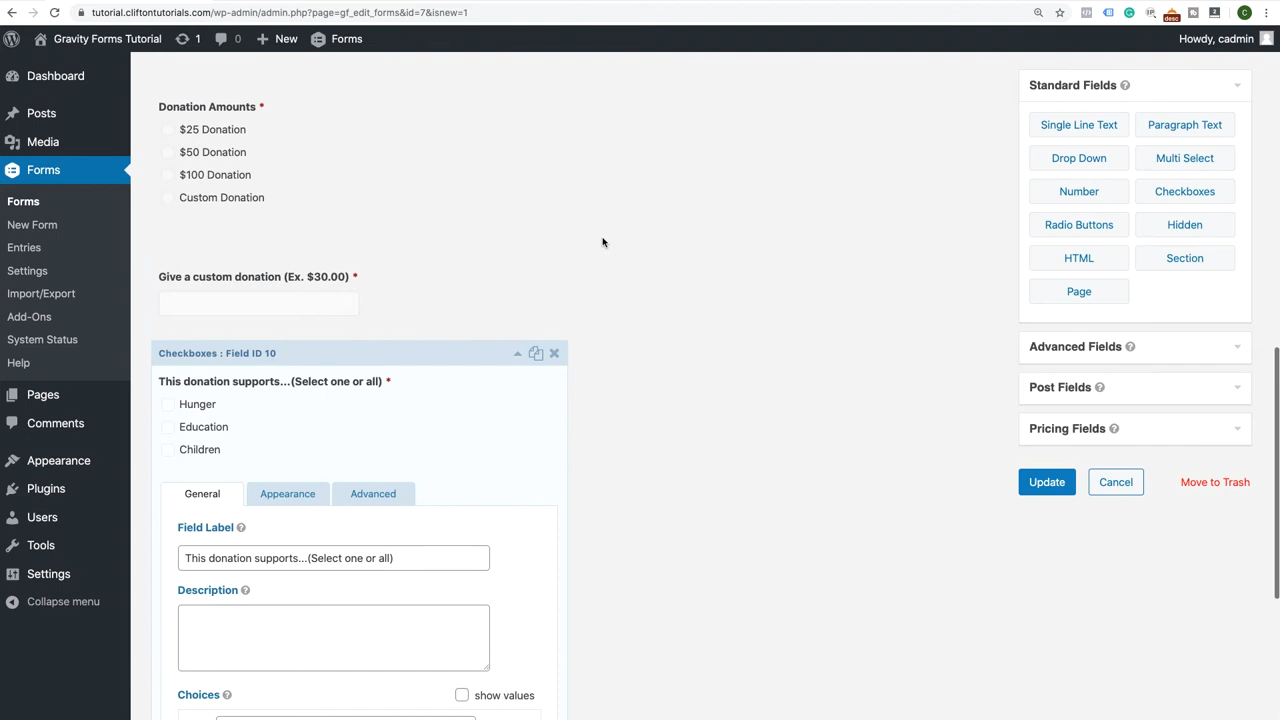 tutorial.cliftontutorials.com/wp-admin/admin.php?page=gf_edit_forms&id=7&isnew=1
Gravity Forms Tutorial 1 0 New Forms Howdy, cadmin
Dashboard
Posts
Media
Forms
Forms
New Form
Entries
Settings
Import/Export
Add-Ons
System Status
Help
Pages
Comments
Appearance
Plugins
Users
Tools
Settings
Collapse menu
Donation Amounts *
$25 Donation
$50 Donation
$100 Donation
Custom Donation
Give a custom donation (Ex. $30.00) *
Checkboxes : Field ID 10
This donation supports...(Select one or all) *
Hunger
Education
Children
General Appearance Advanced
Field Label
This donation supports...(Select one or all)
Description
Choices show values
Standard Fields
Single Line Text Paragraph Text
Drop Down Multi Select
Number Checkboxes
Radio Buttons Hidden
HTML Section
Page
Advanced Fields
Post Fields
Pricing Fields
Update Cancel Move to Trash